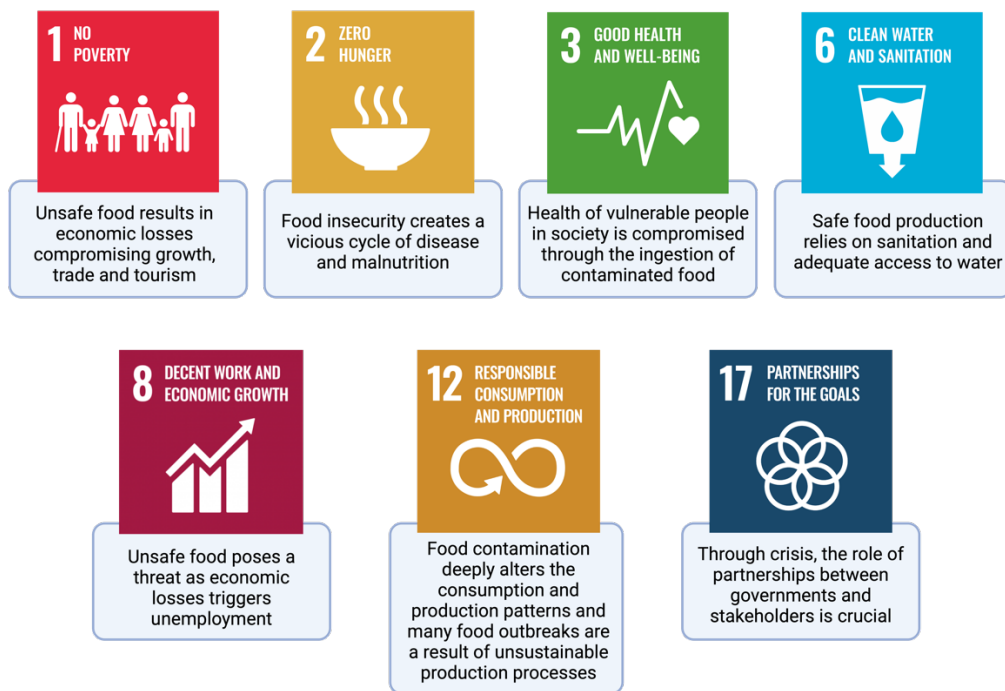 1 NO
POVERTY
Unsafe food results in
economic losses
compromising growth,
trade and tourism
2 ZERO
HUNGER
Food insecurity creates a
vicious cycle of disease
and malnutrition
3 GOOD HEALTH
AND WELL-BEING
Health of vulnerable people
in society is compromised
through the ingestion of
contaminated food
6 CLEAN WATER
AND SANITATION
Safe food production
relies on sanitation and
adequate access to water
8 DECENT WORK AND
ECONOMIC GROWTH
Unsafe food poses a
threat as economic
losses triggers
unemployment
12 RESPONSIBLE
CONSUMPTION
AND PRODUCTION
Food contamination
deeply alters the
consumption and
production patterns and
many food outbreaks are
a result of unsustainable
production processes
17 PARTNERSHIPS
FOR THE GOALS
Through crisis, the role of
partnerships between
governments and
stakeholders is crucial